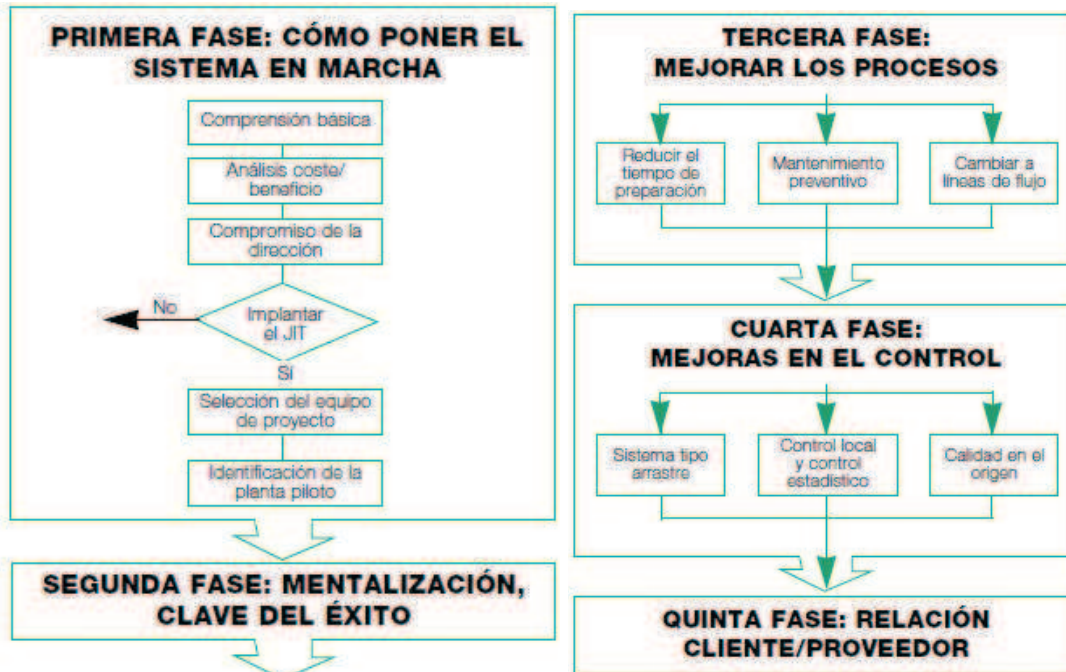 PRIMERA FASE: CÓMO PONER EL
SISTEMA EN MARCHA
Comprensión básica
Análisis coste/
beneficio
Compromiso de la
dirección
No
Implantar
el JIT
Sí
Selección del equipo
de proyecto
Identificación de la
planta piloto
SEGUNDA FASE: MENTALIZACIÓN,
CLAVE DEL ÉXITO
TERCERA FASE:
MEJORAR LOS PROCESOS
Reducir el
tiempo de
preparación
Mantenimiento
preventivo
Cambiar a
líneas de flujo
CUARTA FASE:
MEJORAS EN EL CONTROL
Sistema tipo
arrastre
Control local
y control
estadístico
Calidad en el
origen
QUINTA FASE: RELACIÓN
CLIENTE/PROVEEDOR